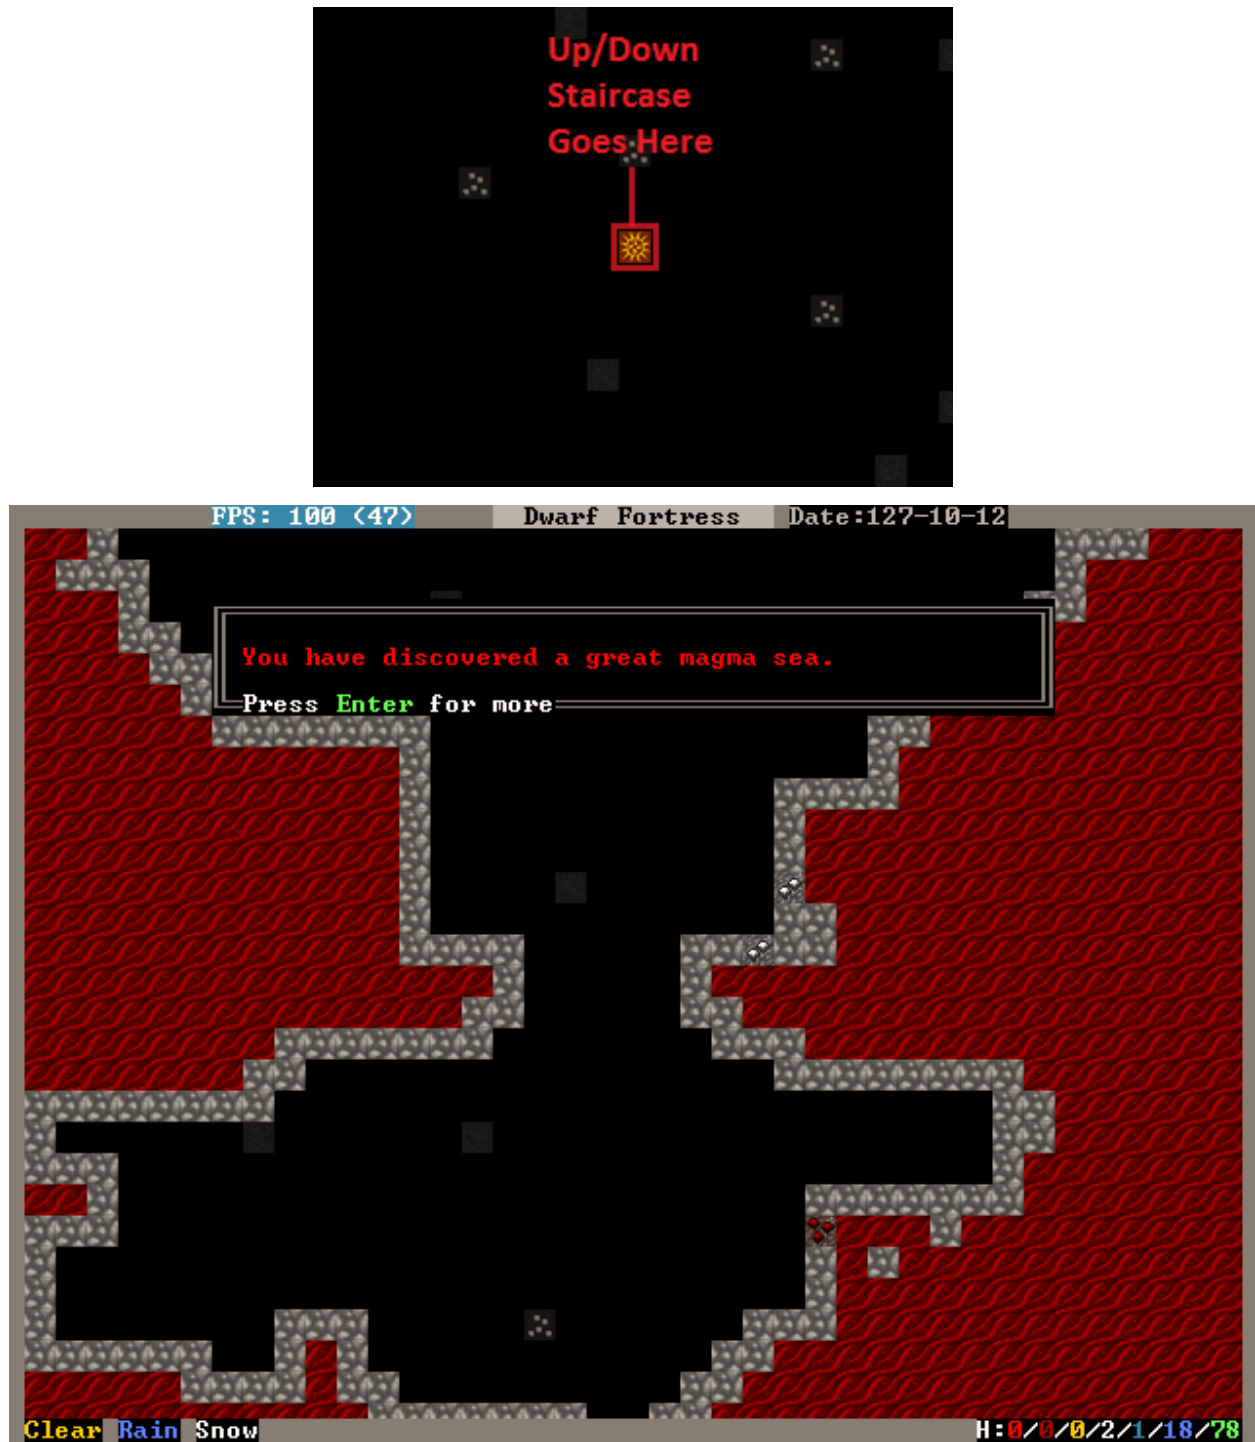 Up/Down
Staircase
Goes Here
FPS: 100 (47) Dwarf Fortress Date:127-10-12
You have discovered a great magma sea.
Press Enter for more
Clear Rain Snow H:0/0/0/2/1/18/78